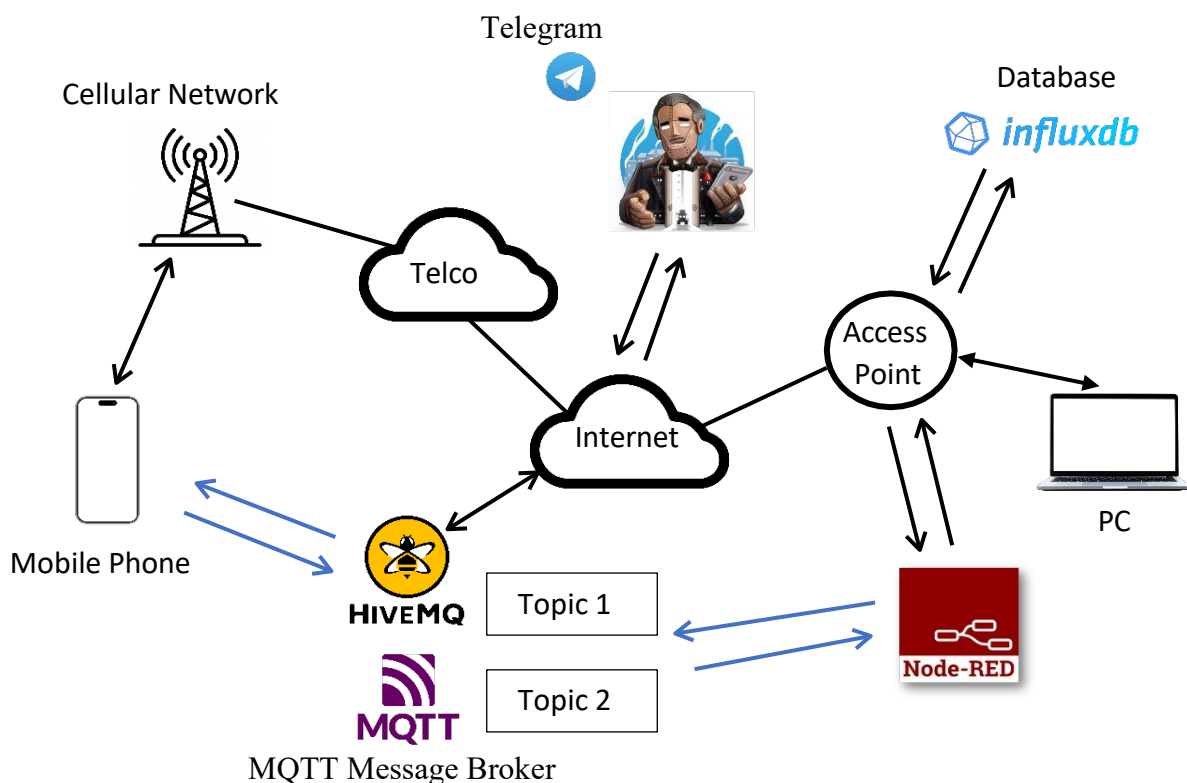 Telegram
Cellular Network
Database
influxdb
Telco
Access
Point
Internet
PC
Mobile Phone
HIVEMQ
Topic 1
Node-RED
Topic 2
MQTT
MQTT Message Broker